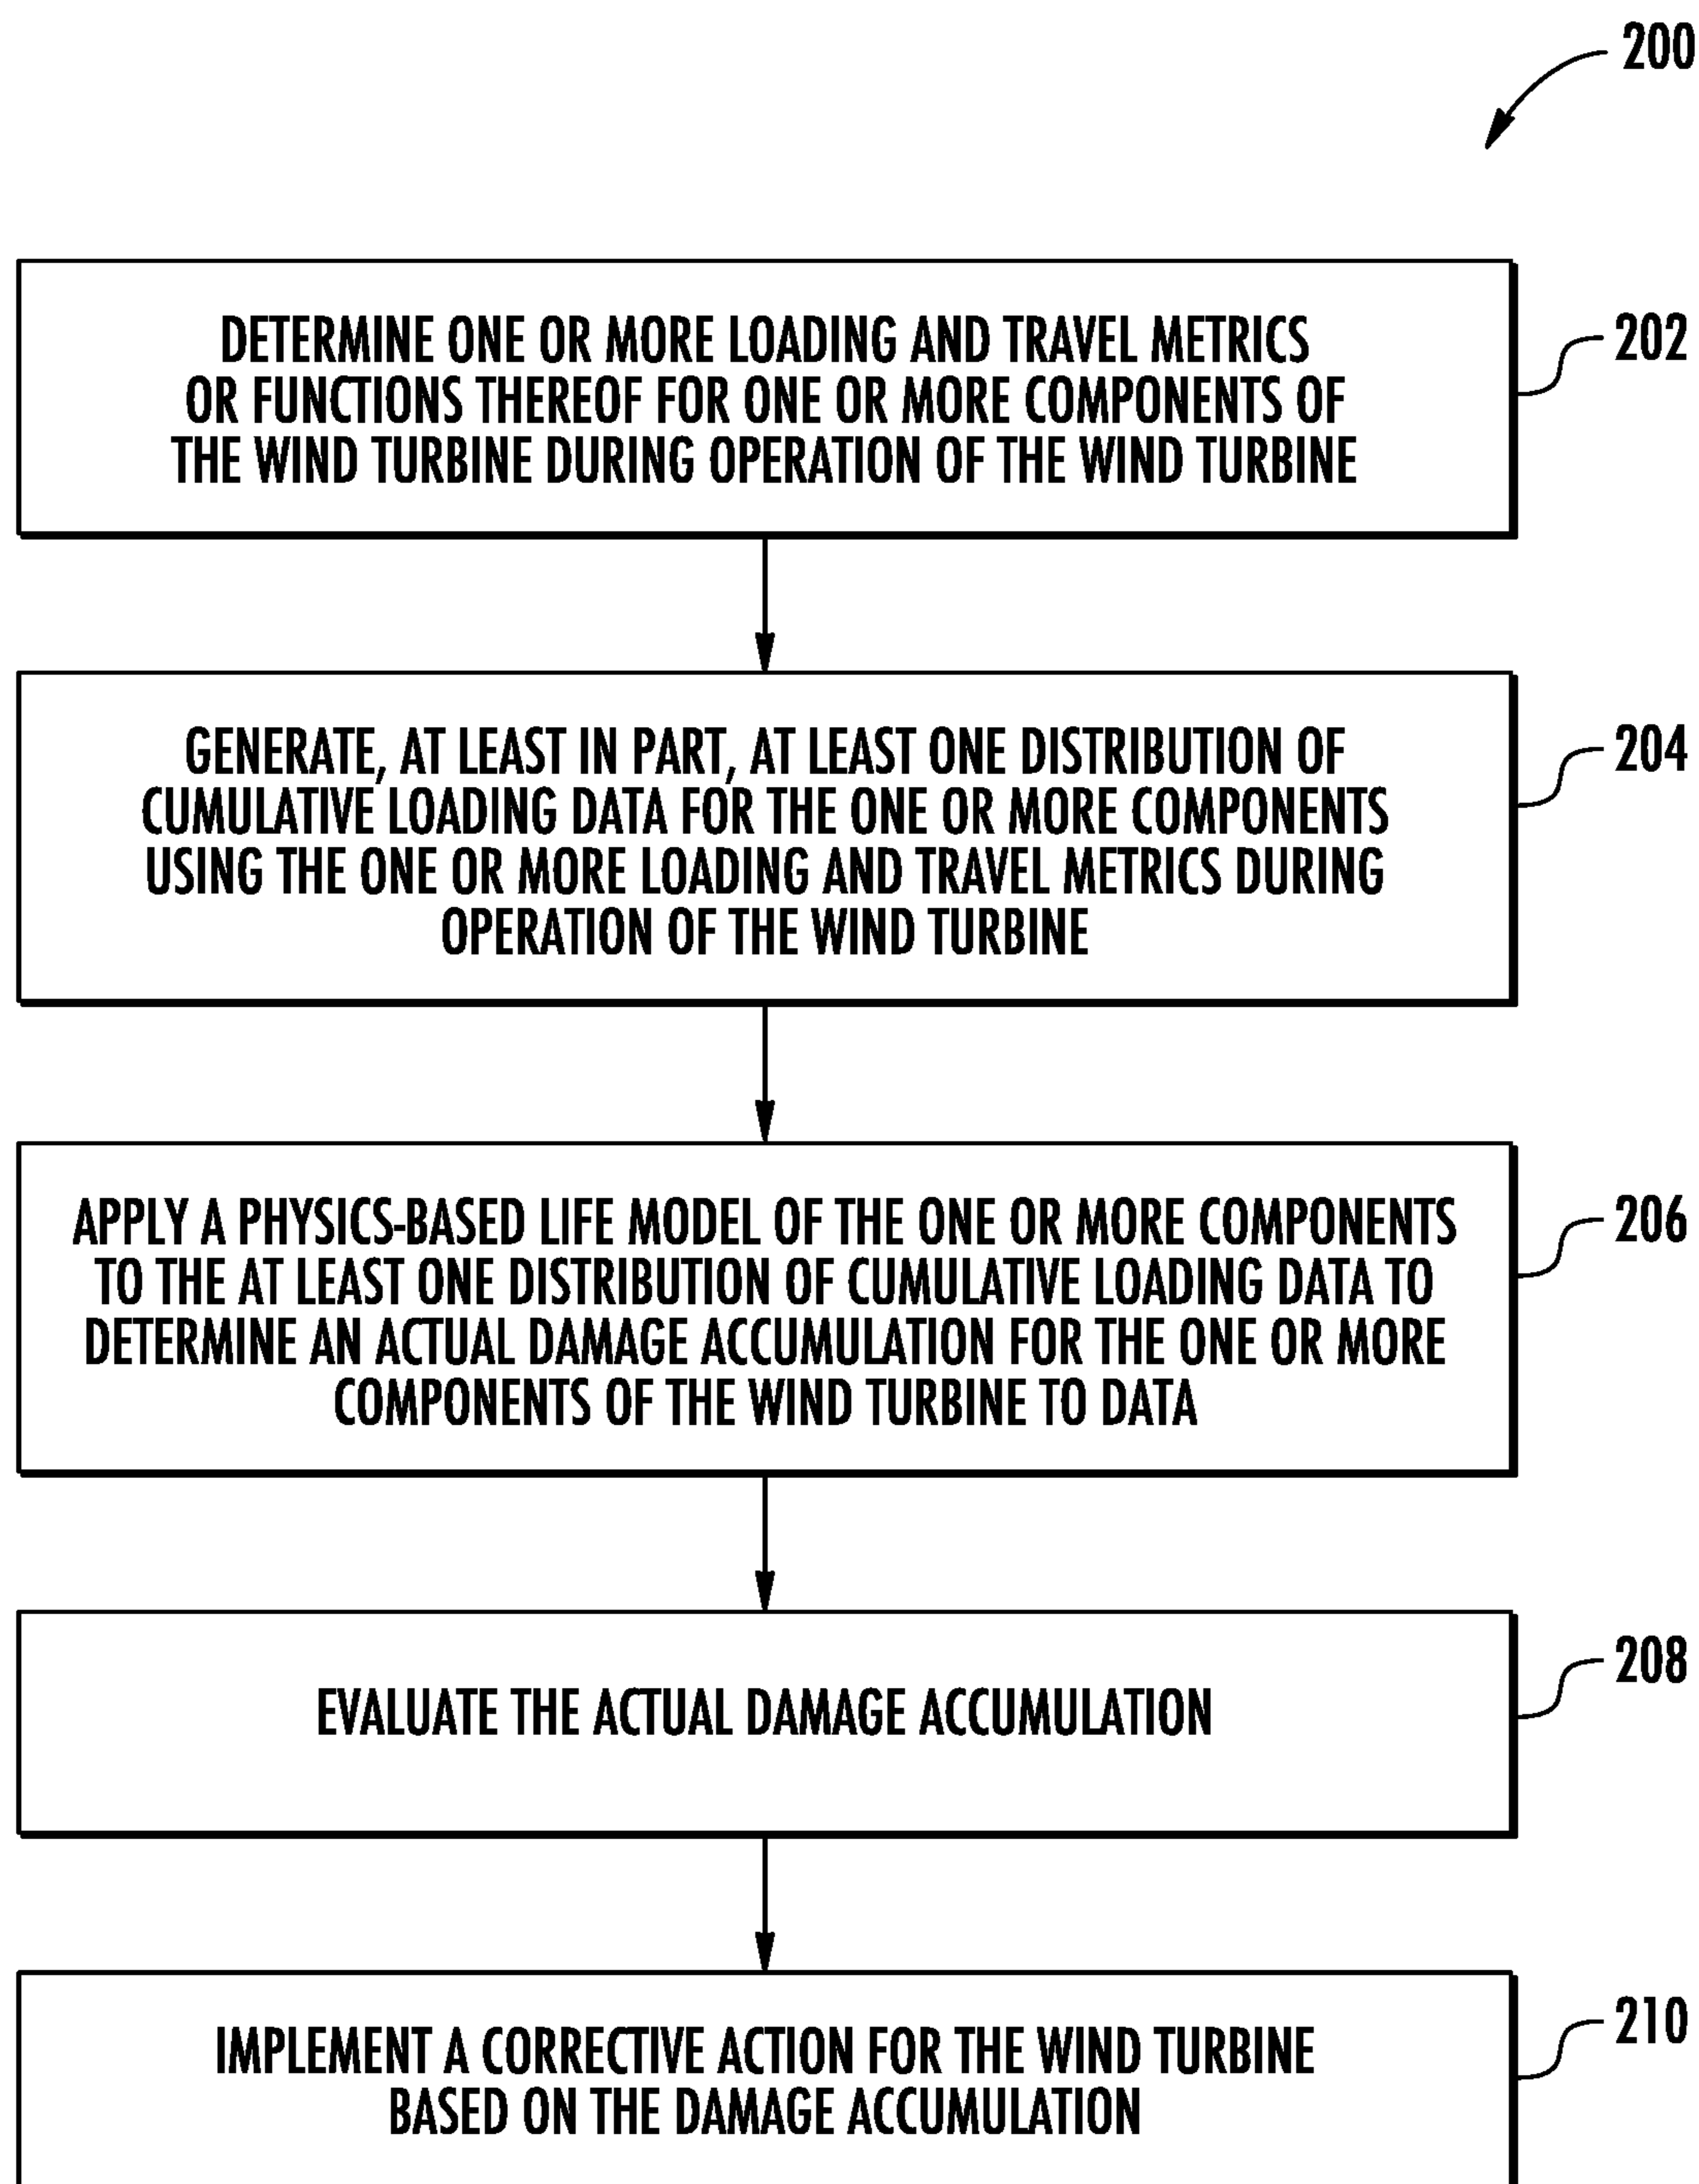 200
DETERMINE ONE OR MORE LOADING AND TRAVEL METRICS
OR FUNCTIONS THEREOF FOR ONE OR MORE COMPONENTS OF
THE WIND TURBINE DURING OPERATION OF THE WIND TURBINE
202
GENERATE, AT LEAST IN PART, AT LEAST ONE DISTRIBUTION OF
CUMULATIVE LOADING DATA FOR THE ONE OR MORE COMPONENTS
USING THE ONE OR MORE LOADING AND TRAVEL METRICS DURING
OPERATION OF THE WIND TURBINE
204
APPLY A PHYSICS-BASED LIFE MODEL OF THE ONE OR MORE COMPONENTS
TO THE AT LEAST ONE DISTRIBUTION OF CUMULATIVE LOADING DATA TO
DETERMINE AN ACTUAL DAMAGE ACCUMULATION FOR THE ONE OR MORE
COMPONENTS OF THE WIND TURBINE TO DATA
206
EVALUATE THE ACTUAL DAMAGE ACCUMULATION
208
IMPLEMENT A CORRECTIVE ACTION FOR THE WIND TURBINE
BASED ON THE DAMAGE ACCUMULATION
210